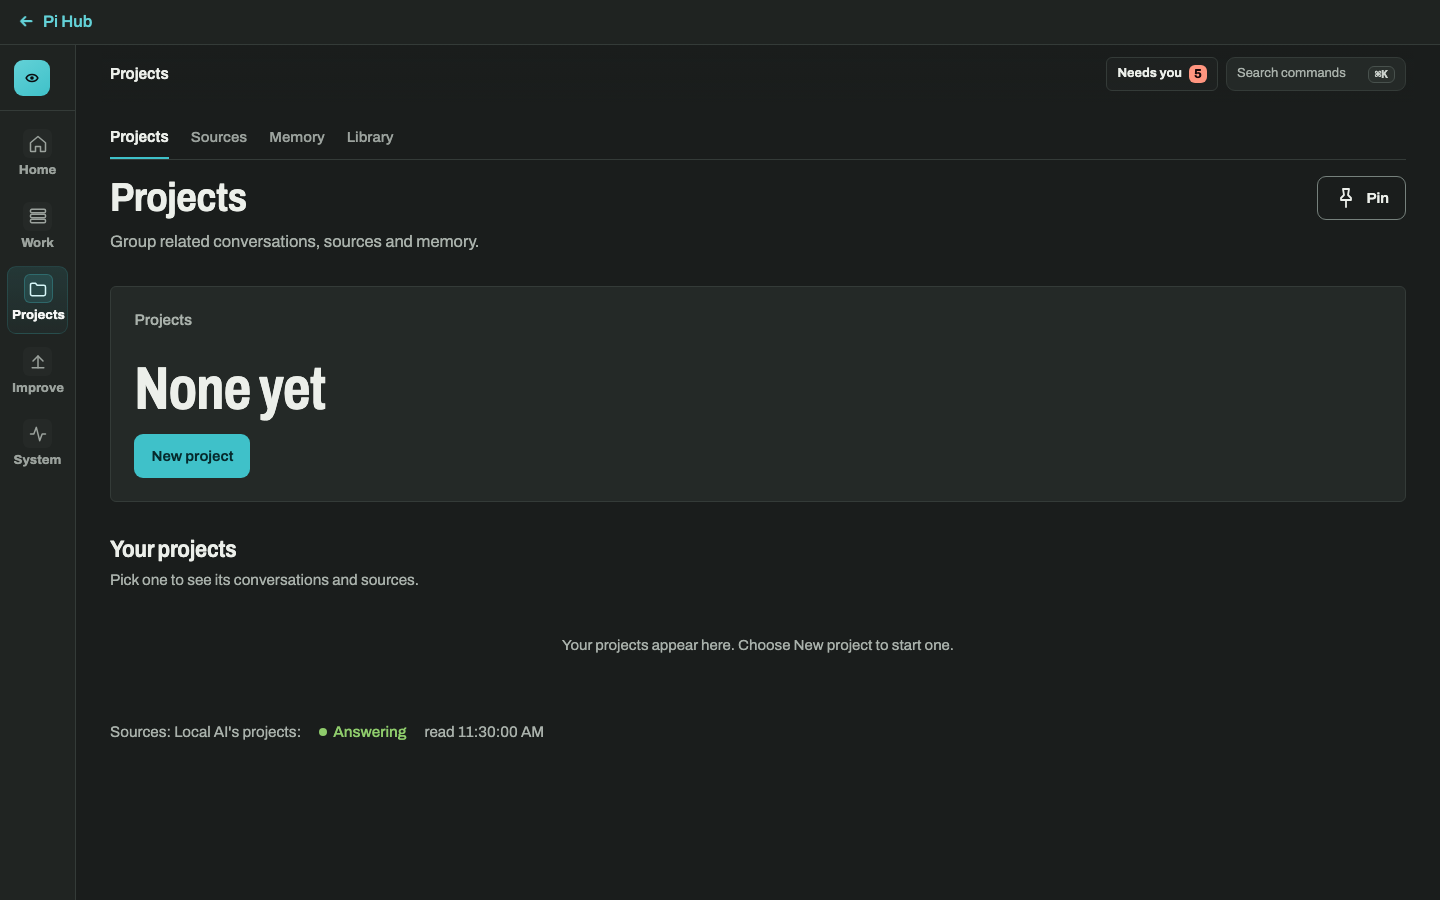 Pi Hub
Projects
Needs you 5
Search commands ⌘K
Home
Work
Projects
Improve
System
Projects Sources Memory Library
Projects
Pin
Group related conversations, sources and memory.
Projects
None yet
New project
Your projects
Pick one to see its conversations and sources.
Your projects appear here. Choose New project to start one.
Sources: Local AI's projects: Answering read 11:30:00 AM